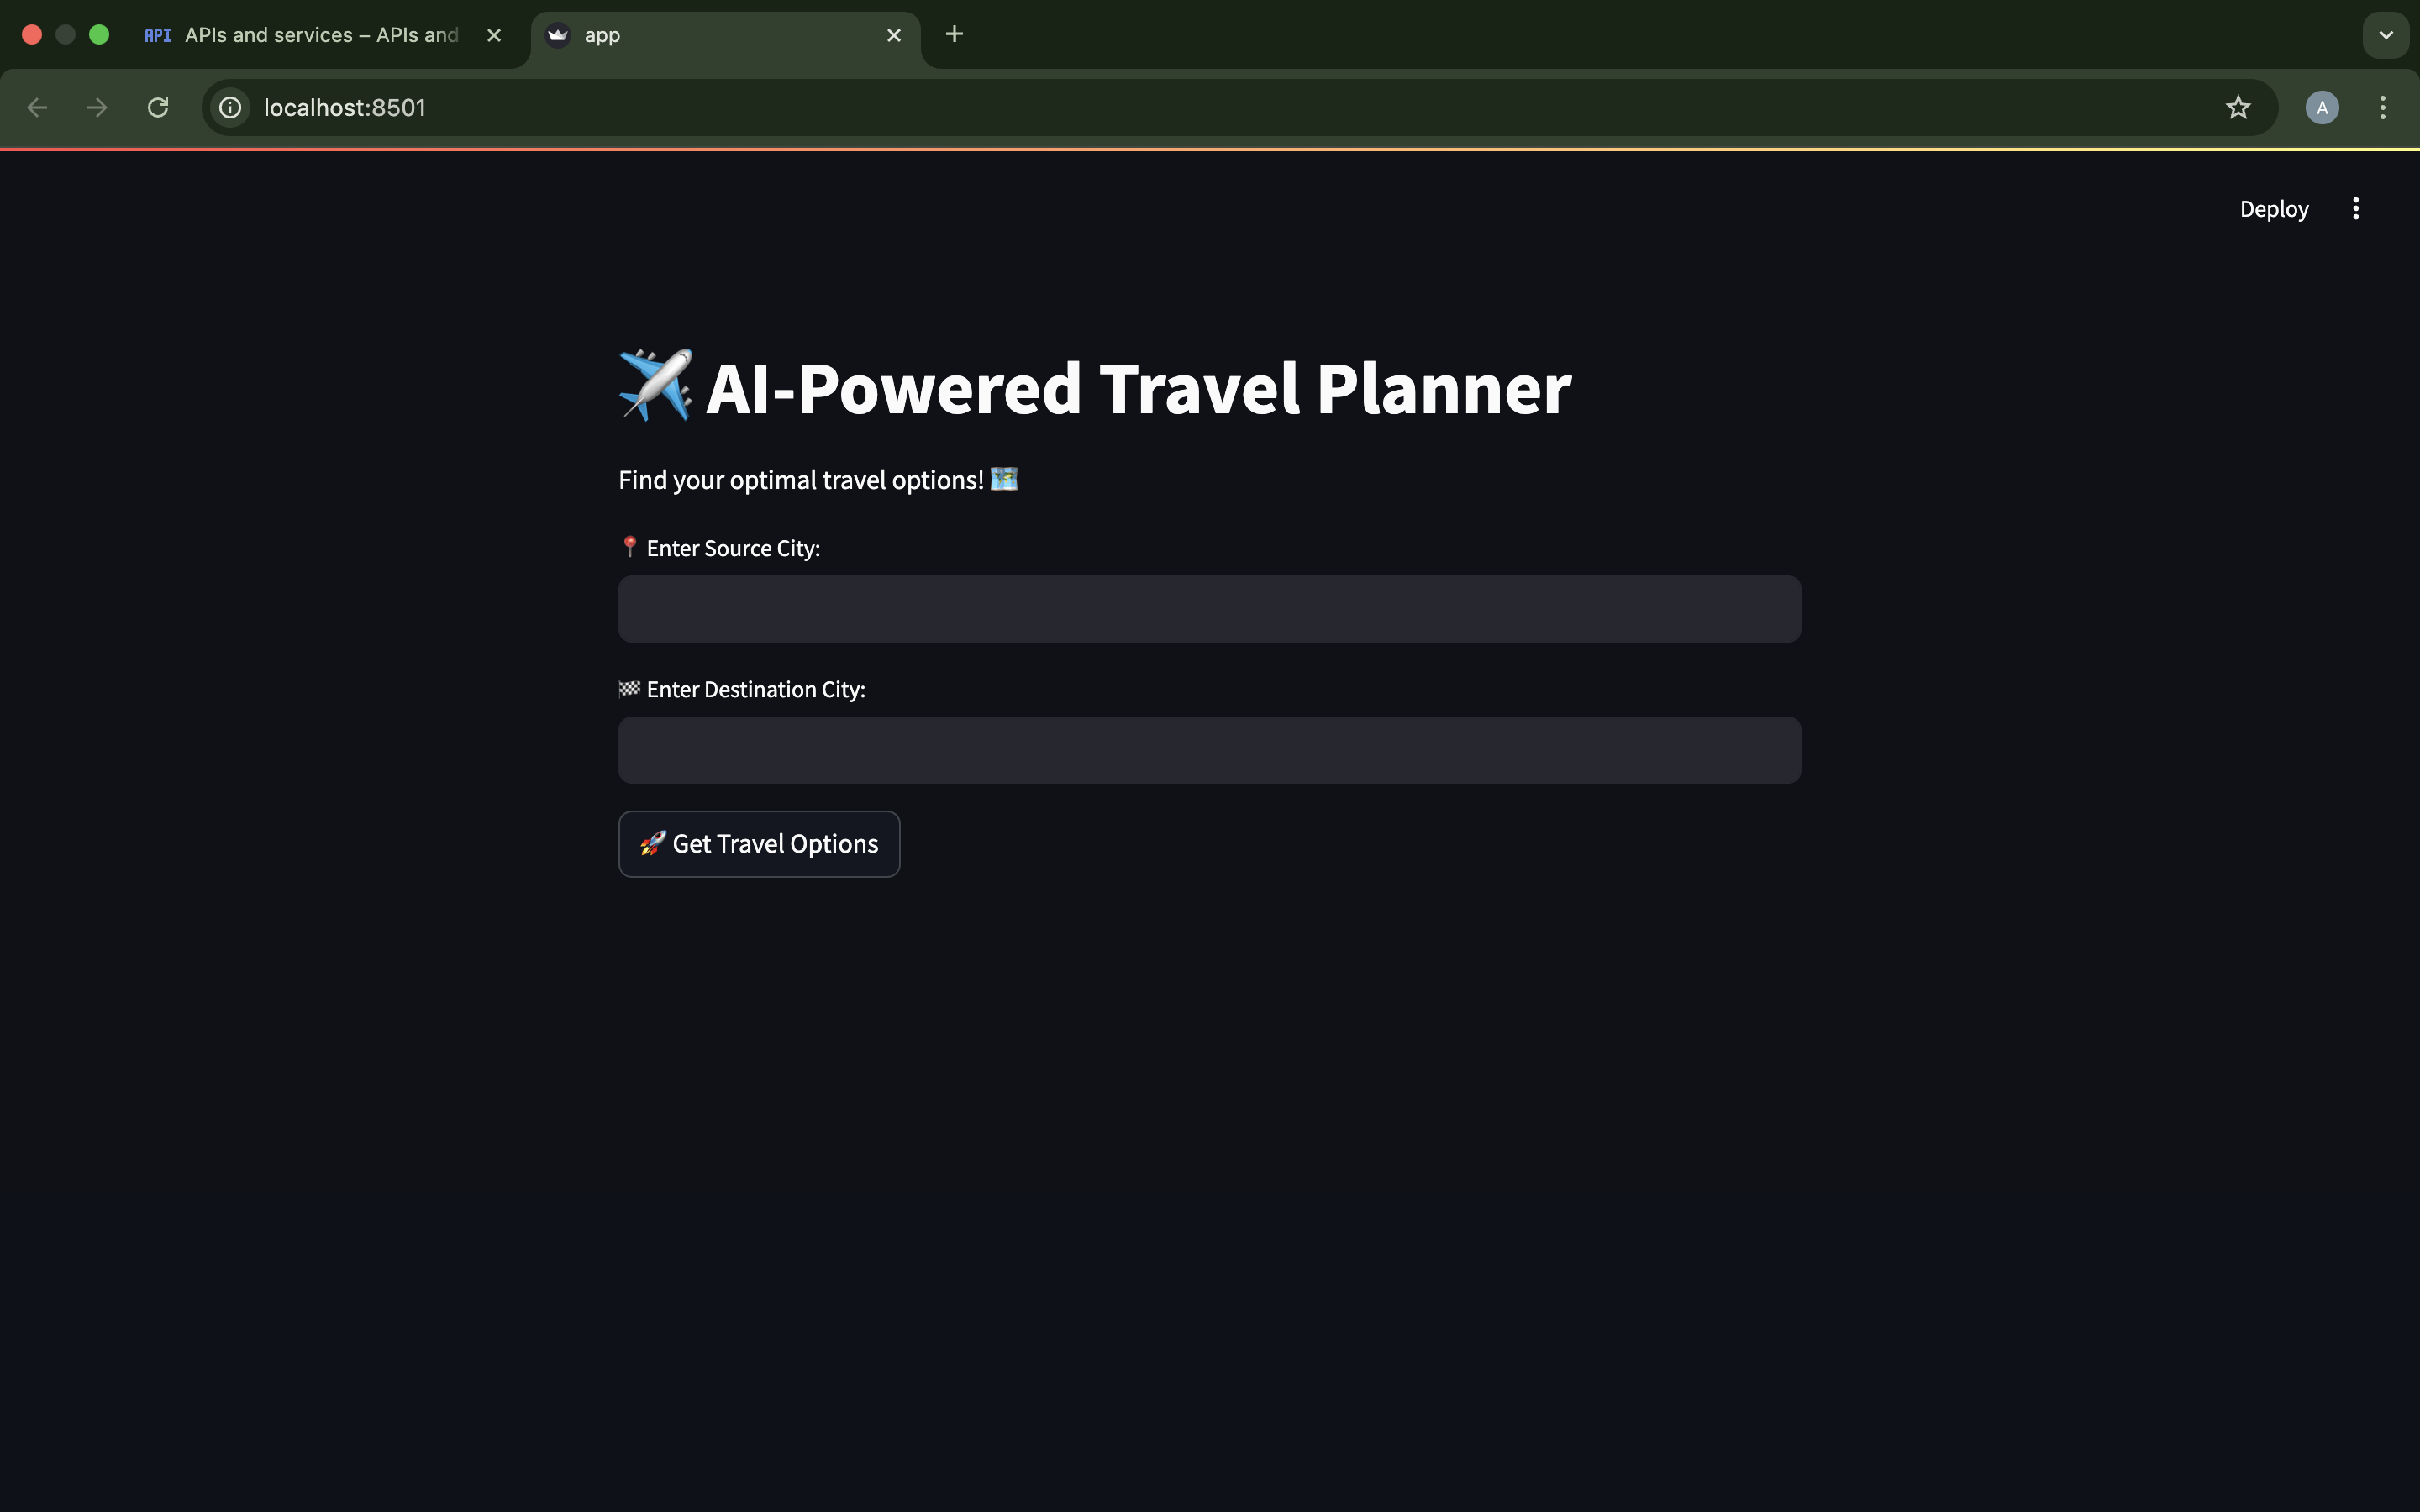 API APIs and services – APIs and
app
localhost:8501
Deploy
✈️ AI-Powered Travel Planner
Find your optimal travel options! 🗺️
📍 Enter Source City:
🏁 Enter Destination City:
🚀 Get Travel Options
A